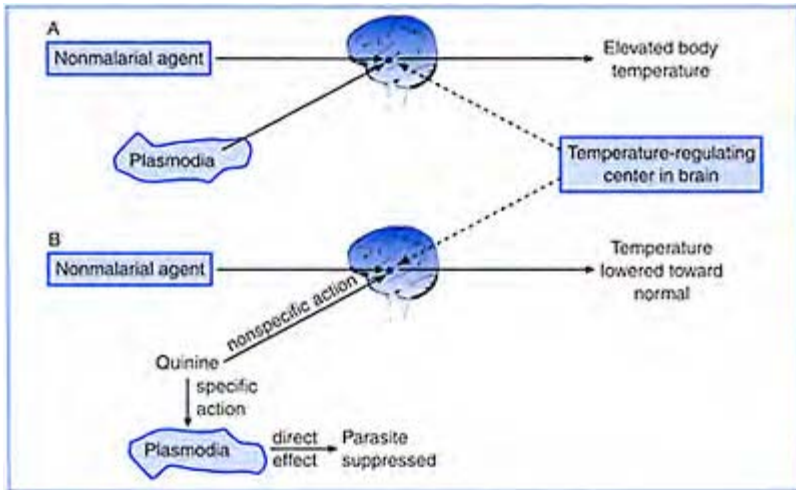 A
Nonmalarial agent
Elevated body
temperature
Plasmodia
Temperature-regulating
center in brain
B
Nonmalarial agent
Temperature
lowered toward
normal
nonspecific action
Quinine
specific
action
Plasmodia
direct
effect
Parasite
suppressed